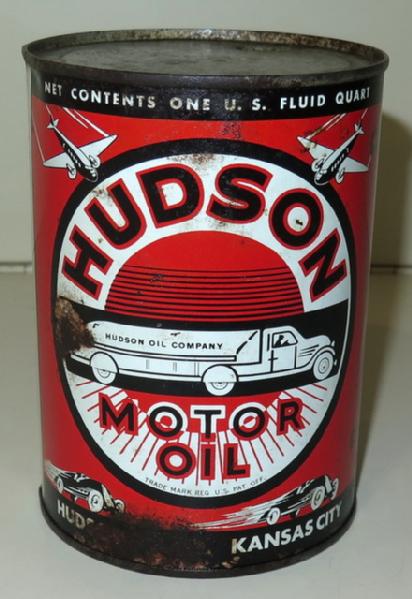 NET CONTENTS ONE U. S. FLUID QUART
HUDSON
HUDSON OIL COMPANY
MOTOR
OIL
TRADE MARK REG. U.S. PAT. OFF.
KANSAS CITY